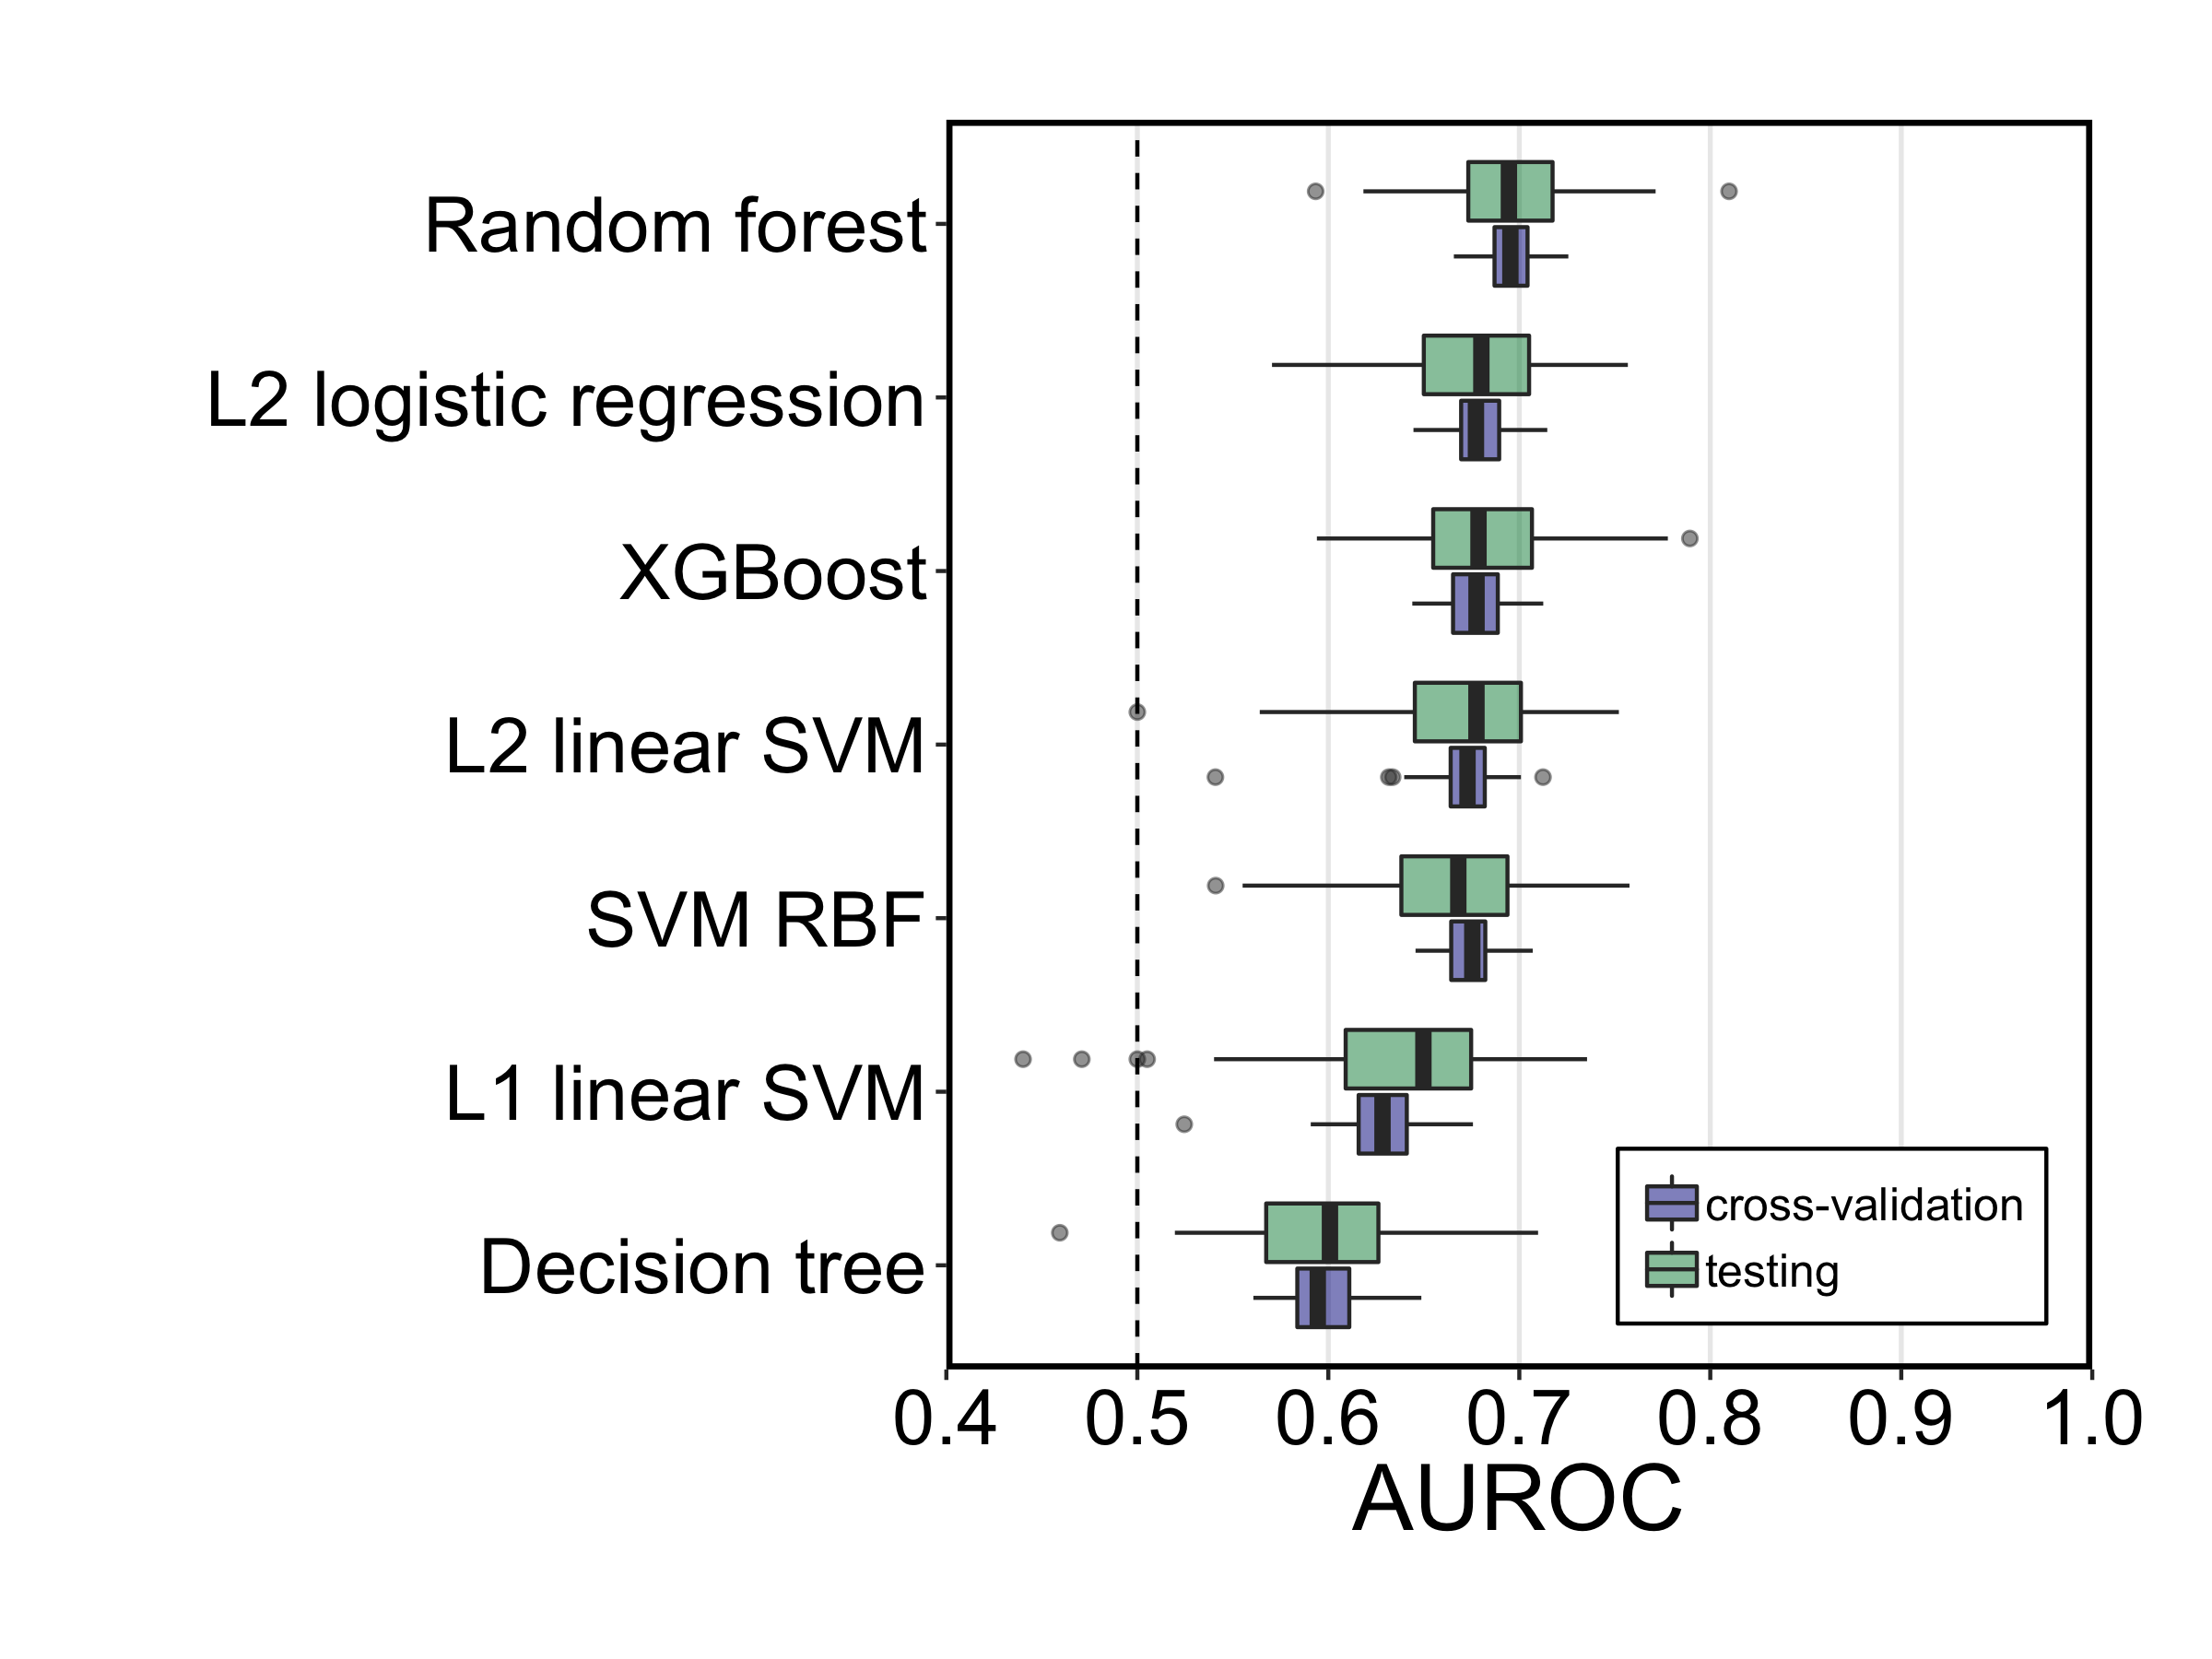 Random forest
L2 logistic regression
XGBoost
L2 linear SVM
SVM RBF
L1 linear SVM
Decision tree
cross-validation
testing
0.4 0.5 0.6 0.7 0.8 0.9 1.0
AUROC